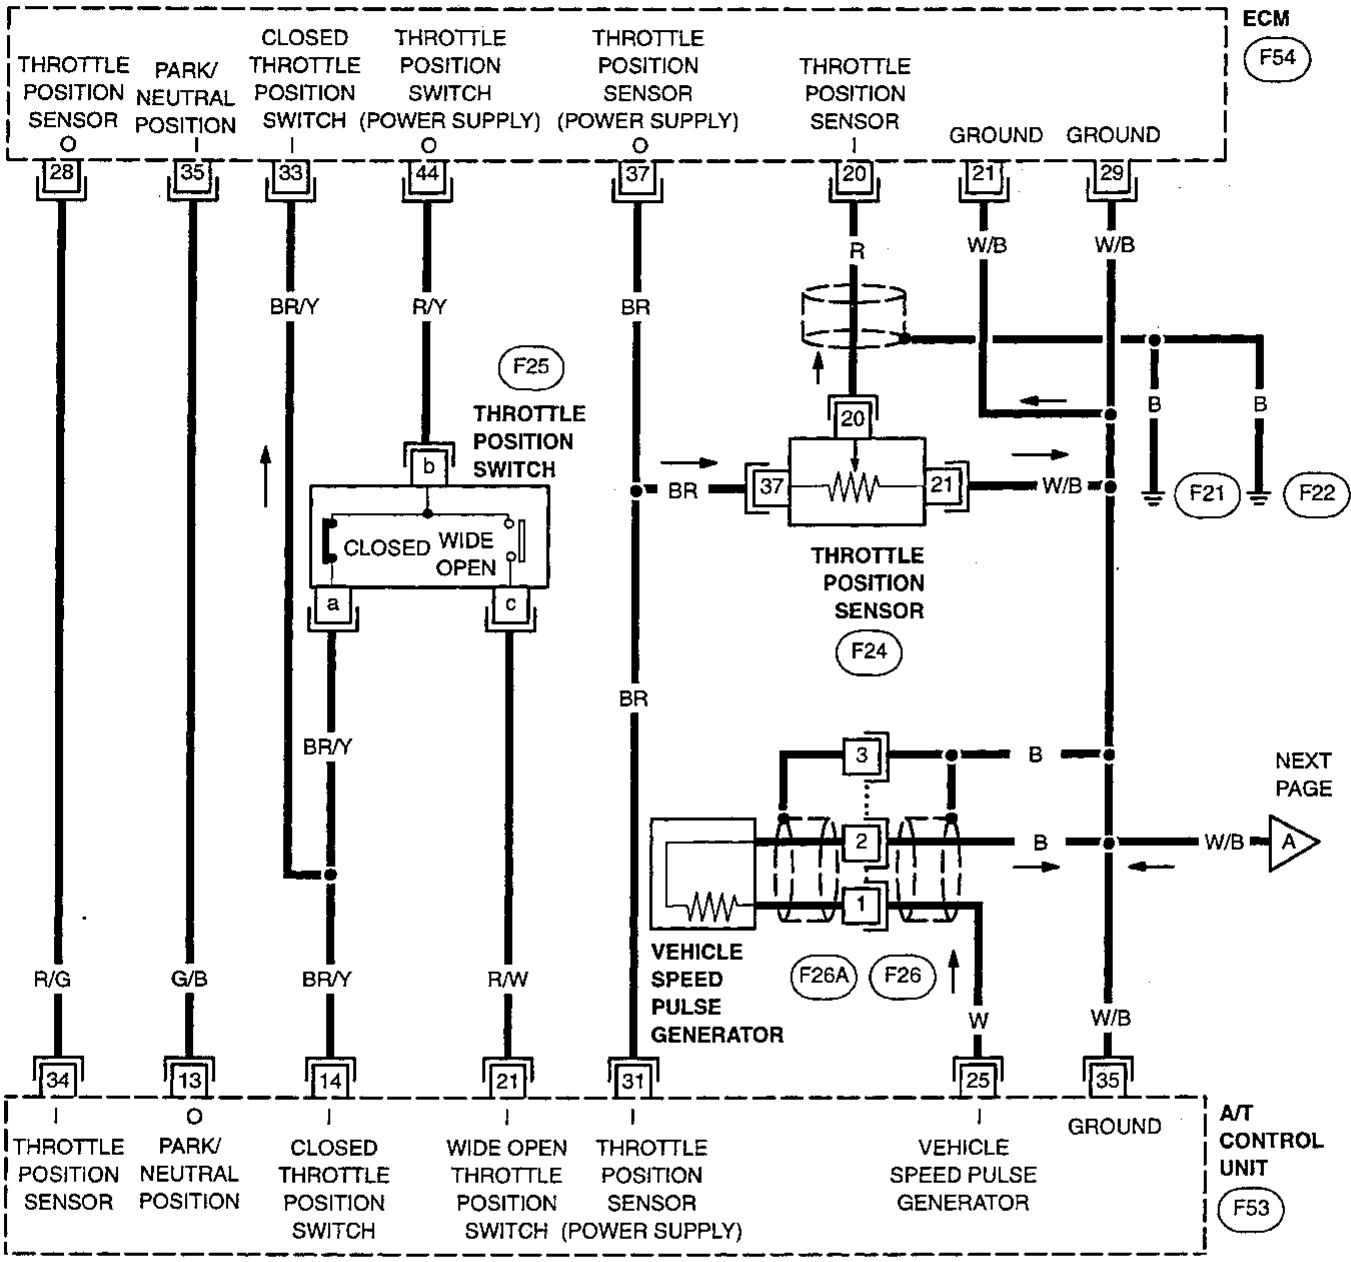 ECM
F54
THROTTLE
POSITION
SENSOR
O
PARK/
NEUTRAL
POSITION
I
CLOSED
THROTTLE
POSITION
SWITCH
I
THROTTLE
POSITION
SWITCH
(POWER SUPPLY)
O
THROTTLE
POSITION
SENSOR
(POWER SUPPLY)
O
THROTTLE
POSITION
SENSOR
I
GROUND
GROUND
28
35
33
44
37
20
21
29
R
W/B
W/B
BR/Y
R/Y
BR
F25
THROTTLE
POSITION
SWITCH
b
CLOSED
WIDE
OPEN
a
c
BR
37
20
21
W/B
B
B
F21
F22
THROTTLE
POSITION
SENSOR
F24
BR
BR/Y
3
B
2
B
1
W/B
A
NEXT
PAGE
VEHICLE
SPEED
PULSE
GENERATOR
F26A
F26
R/G
G/B
BR/Y
R/W
W
W/B
34
13
14
21
31
25
35
I
THROTTLE
POSITION
SENSOR
O
PARK/
NEUTRAL
POSITION
I
CLOSED
THROTTLE
POSITION
SWITCH
I
WIDE OPEN
THROTTLE
POSITION
SWITCH
I
THROTTLE
POSITION
SENSOR
(POWER SUPPLY)
I
VEHICLE
SPEED PULSE
GENERATOR
GROUND
A/T
CONTROL
UNIT
F53